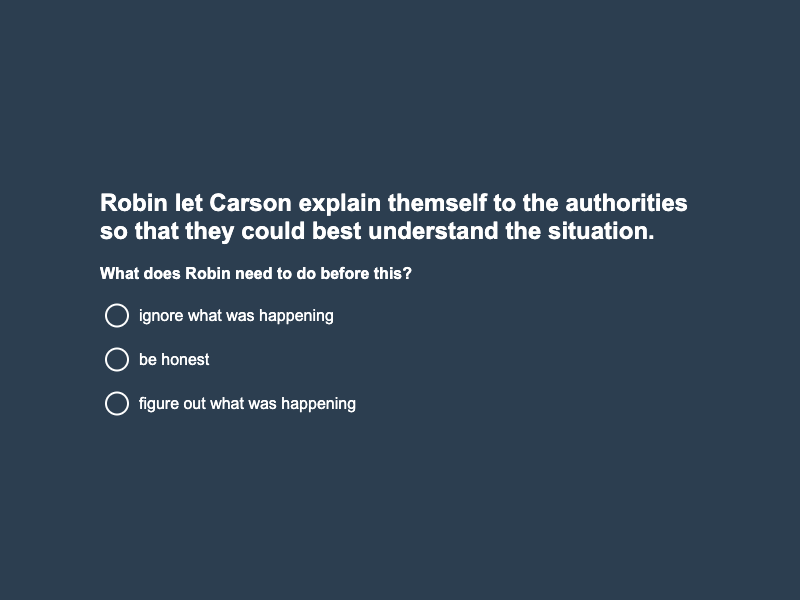 Robin let Carson explain themself to the authorities
so that they could best understand the situation.
What does Robin need to do before this?
ignore what was happening
be honest
figure out what was happening